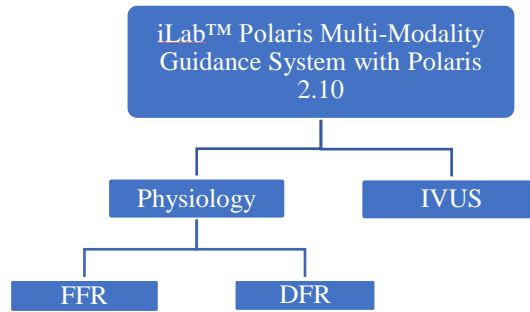 iLab™ Polaris Multi-Modality
Guidance System with Polaris
2.10
Physiology
IVUS
FFR
DFR